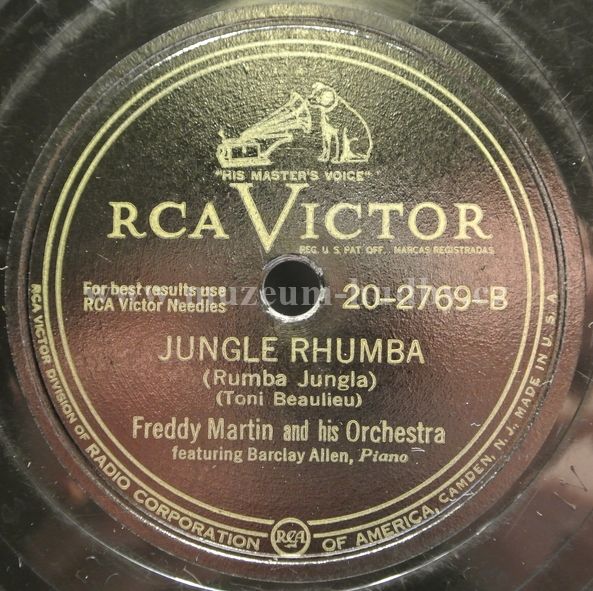 "HIS MASTER'S VOICE"
RCA VICTOR
REG. U. S. PAT. OFF. MARCAS REGISTRADAS
For best results use
RCA Victor Needles
20-2769-B
JUNGLE RHUMBA
(Rumba Jungla)
(Toni Beaulieu)
Freddy Martin and his Orchestra
featuring Barclay Allen, Piano
RCA VICTOR DIVISION OF RADIO CORPORATION OF AMERICA, CAMDEN, N. J., MADE IN U. S. A.
RCA